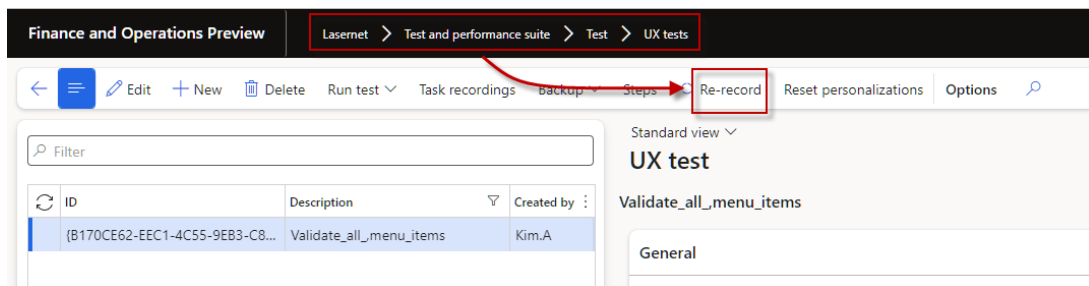 Finance and Operations Preview Lasernet > Test and performance suite > Test > UX tests
Edit New Delete Run test Task recordings Backup Steps Re-record Reset personalizations Options
Standard view
Filter
UX test
ID Description Created by
Validate_all_,menu_items
{B170CE62-EEC1-4C55-9EB3-C8... Validate_all_,menu_items Kim.A
General